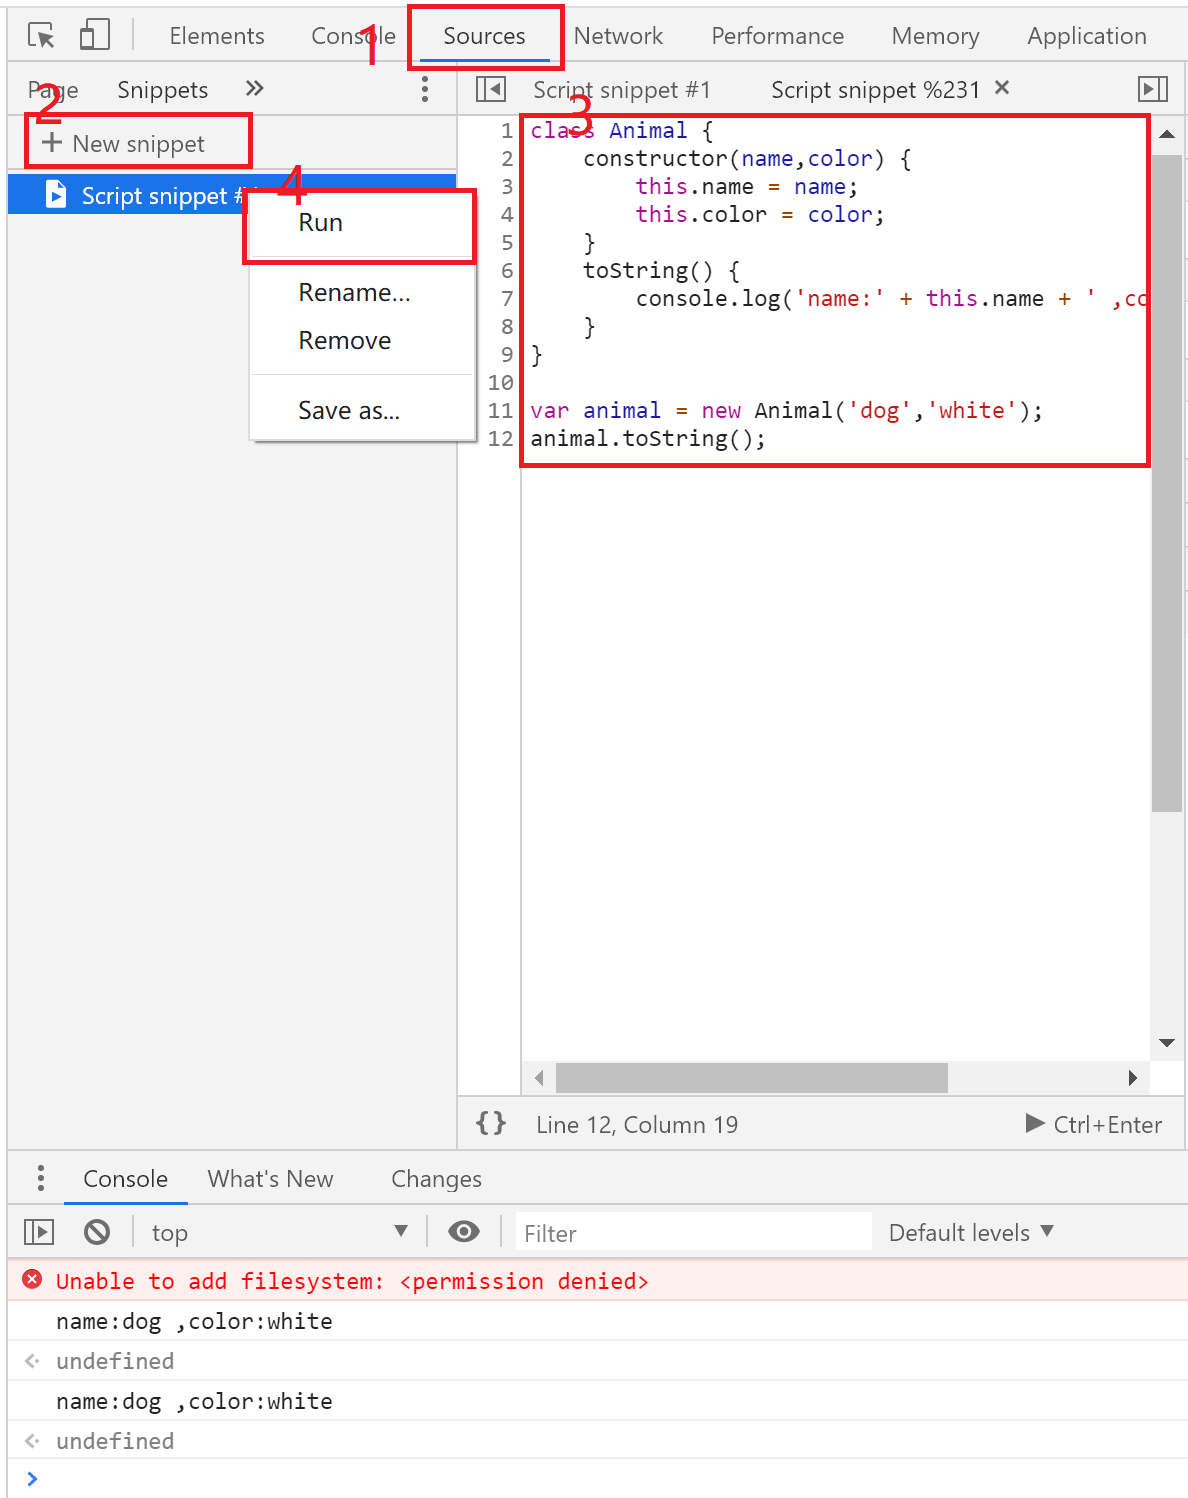 Elements Console 1 Sources Network Performance Memory Application
Page Snippets
Script snippet #1 Script snippet %231
2
3
+ New snippet
Script snippet
4
Run
Rename...
Remove
Save as...
1 class Animal {
2 constructor(name,color) {
3 this.name = name;
4 this.color = color;
5 }
6 toString() {
7 console.log('name:' + this.name + ' ,co
8 }
9 }
10
11 var animal = new Animal('dog','white');
12 animal.toString();
{} Line 12, Column 19 Ctrl+Enter
Console What's New Changes
top Filter Default levels
Unable to add filesystem: <permission denied>
name:dog ,color:white
undefined
name:dog ,color:white
undefined